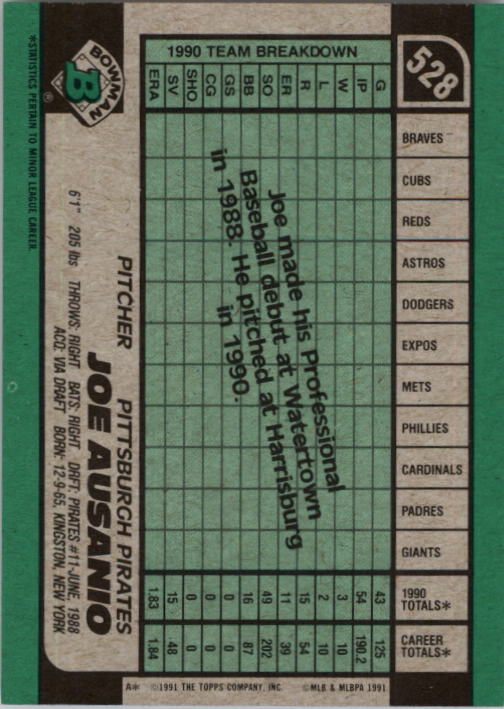 528
BOWMAN
B
®
PITCHER PITTSBURGH PIRATES
JOE AUSANIO
6'1" 205 lbs THROWS: RIGHT BATS: RIGHT DRFT: PIRATES #11-JUNE, 1988
ACQ: VIA DRAFT BORN: 12-9-65, KINGSTON, NEW YORK
*STATISTICS PERTAIN TO MINOR LEAGUE CAREER.
1990 TEAM BREAKDOWN
G IP W L R ER SO BB GS CG SHO SV ERA
BRAVES
CUBS
REDS
ASTROS
DODGERS
EXPOS
METS
PHILLIES
CARDINALS
PADRES
GIANTS
1990 TOTALS* 43 54 3 2 15 11 49 16 0 0 0 15 1.83
CAREER TOTALS* 125 190.2 10 10 54 39 202 87 0 0 0 48 1.84
Joe made his Professional
Baseball debut at Watertown
in 1988. He pitched at Harrisburg
in 1990.
A* ©1991 THE TOPPS COMPANY, INC. ©MLB & MLBPA 1991